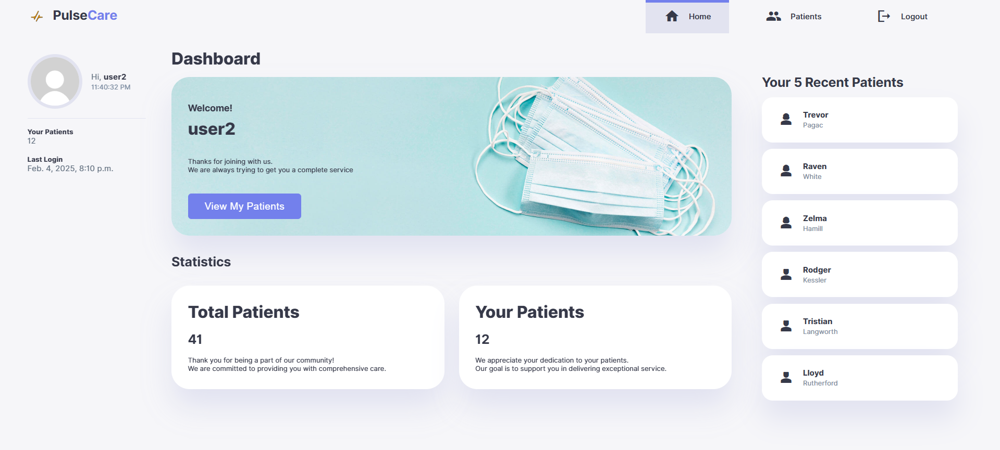 PulseCare
Home
Patients
Logout
Hi, user2
11:40:32 PM
Your Patients
12
Last Login
Feb. 4, 2025, 8:10 p.m.
Dashboard
Welcome!
user2
Thanks for joining with us.
We are always trying to get you a complete service
View My Patients
Statistics
Total Patients
41
Thank you for being a part of our community!
We are committed to providing you with comprehensive care.
Your Patients
12
We appreciate your dedication to your patients.
Our goal is to support you in delivering exceptional service.
Your 5 Recent Patients
Trevor
Pagac
Raven
White
Zelma
Hamill
Rodger
Kessler
Tristian
Langworth
Lloyd
Rutherford